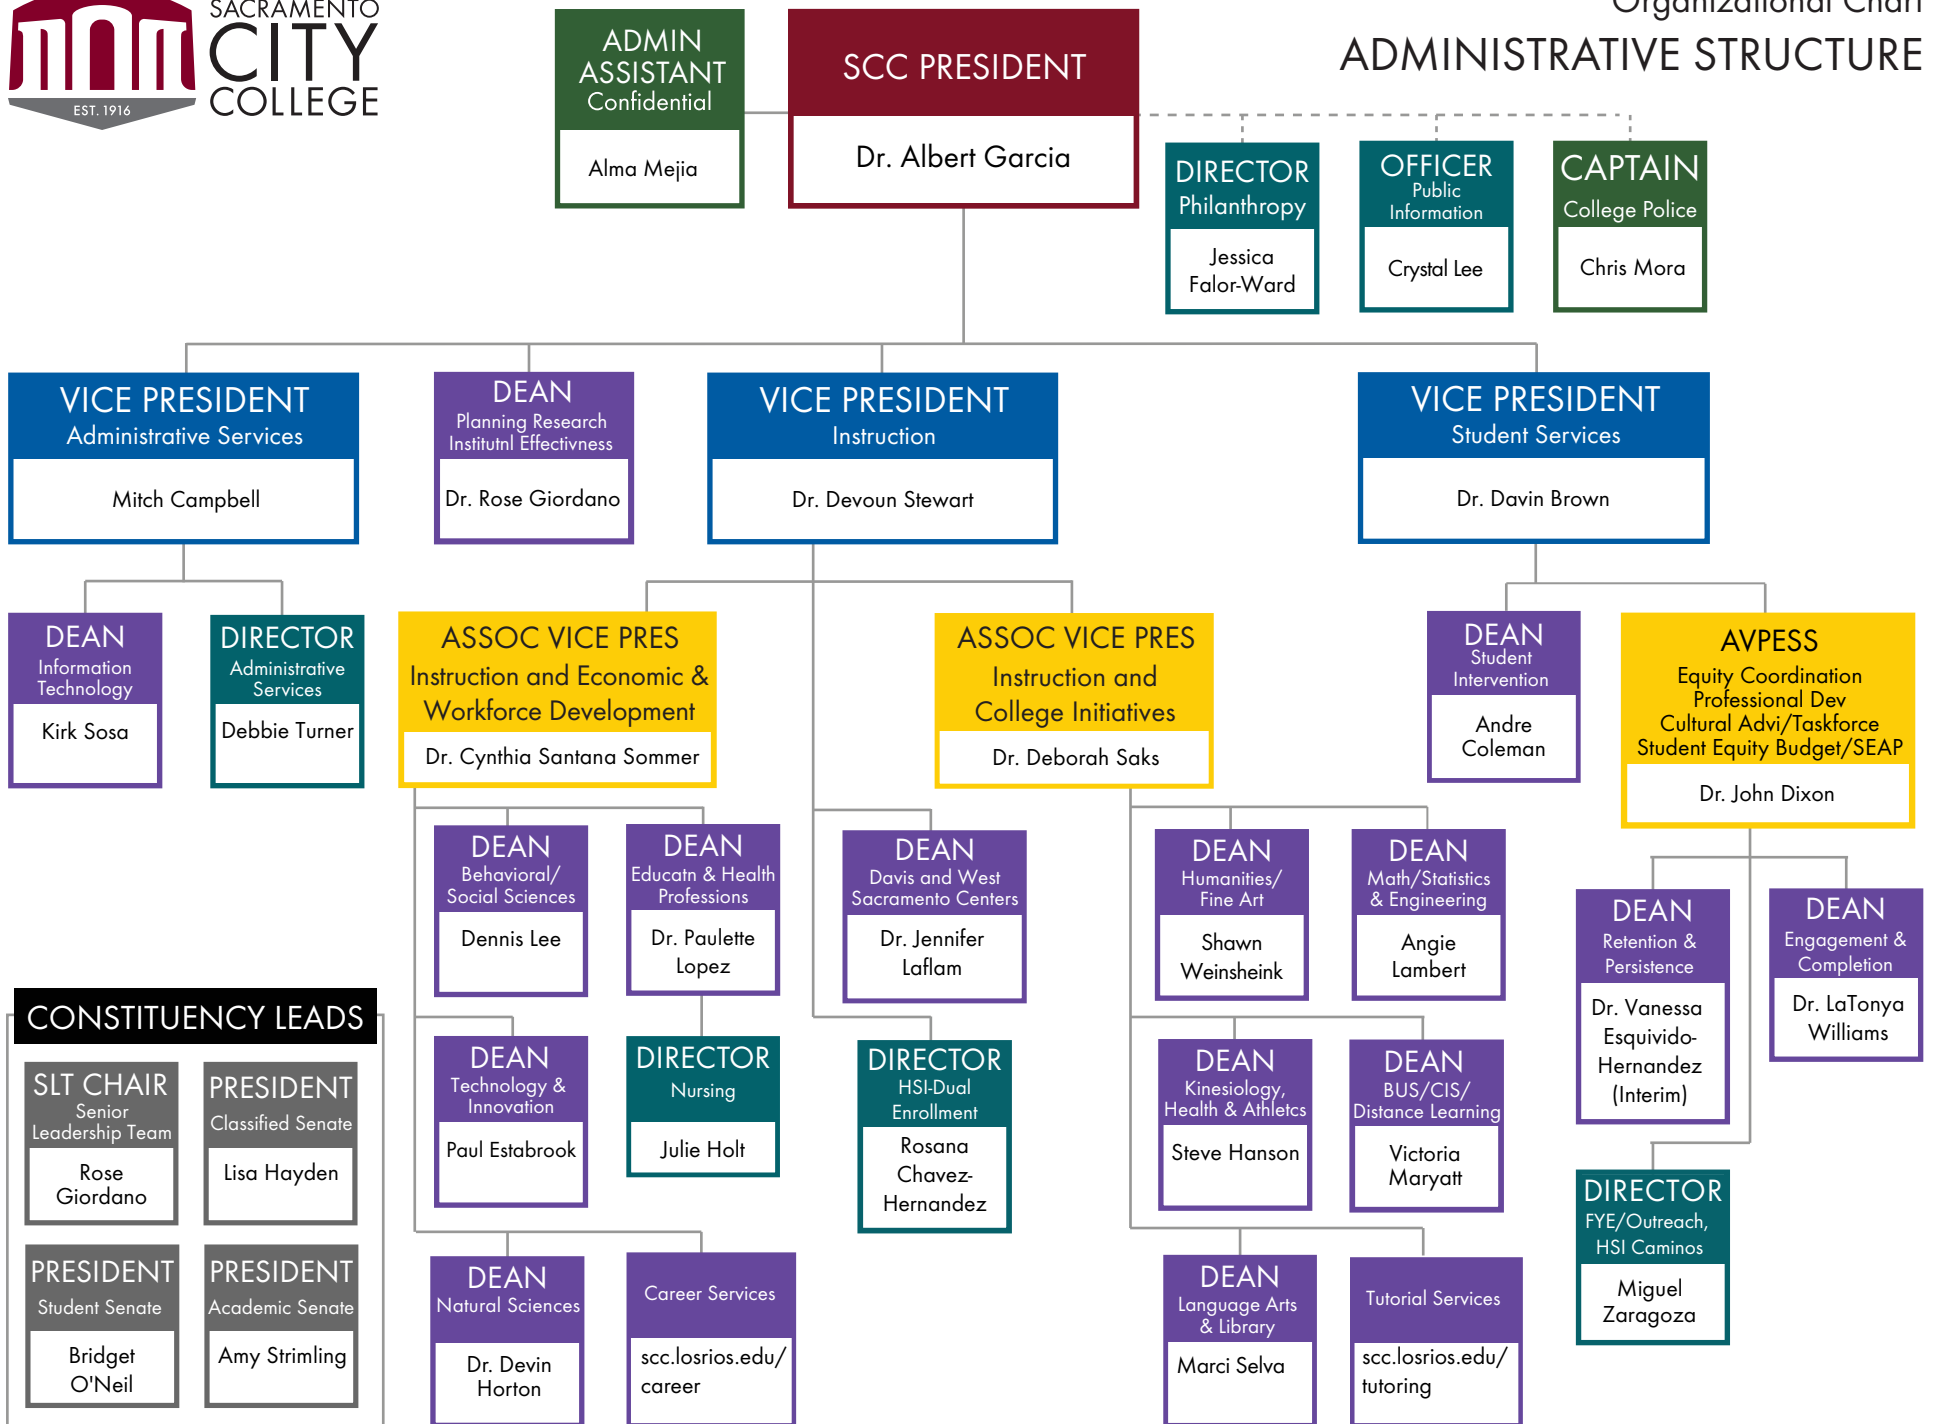 SACRAMENTO
CITY
COLLEGE
EST. 1916
Organizational Chart
ADMINISTRATIVE STRUCTURE
ADMIN
ASSISTANT
Confidential
Alma Mejia
SCC PRESIDENT
Dr. Albert Garcia
DIRECTOR
Philanthropy
Jessica
Falor-Ward
OFFICER
Public
Information
Crystal Lee
CAPTAIN
College Police
Chris Mora
VICE PRESIDENT
Administrative Services
Mitch Campbell
DEAN
Planning Research
Institutnl Effectivness
Dr. Rose Giordano
VICE PRESIDENT
Instruction
Dr. Devoun Stewart
VICE PRESIDENT
Student Services
Dr. Davin Brown
DEAN
Information
Technology
Kirk Sosa
DIRECTOR
Administrative
Services
Debbie Turner
ASSOC VICE PRES
Instruction and Economic &
Workforce Development
Dr. Cynthia Santana Sommer
ASSOC VICE PRES
Instruction and
College Initiatives
Dr. Deborah Saks
DEAN
Student
Intervention
Andre
Coleman
AVPESS
Equity Coordination
Professional Dev
Cultural Advi/Taskforce
Student Equity Budget/SEAP
Dr. John Dixon
DEAN
Behavioral/
Social Sciences
Dennis Lee
DEAN
Educatn & Health
Professions
Dr. Paulette
Lopez
DEAN
Davis and West
Sacramento Centers
Dr. Jennifer
Laflam
DEAN
Humanities/
Fine Art
Shawn
Weinsheink
DEAN
Math/Statistics
& Engineering
Angie
Lambert
DEAN
Retention &
Persistence
Dr. Vanessa
Esquivido-
Hernandez
(Interim)
DEAN
Engagement &
Completion
Dr. LaTonya
Williams
CONSTITUENCY LEADS
SLT CHAIR
Senior
Leadership Team
Rose
Giordano
PRESIDENT
Classified Senate
Lisa Hayden
PRESIDENT
Student Senate
Bridget
O'Neil
PRESIDENT
Academic Senate
Amy Strimling
DEAN
Technology &
Innovation
Paul Estabrook
DIRECTOR
Nursing
Julie Holt
DIRECTOR
HSI-Dual
Enrollment
Rosana
Chavez-
Hernandez
DEAN
Kinesiology,
Health & Athletcs
Steve Hanson
DEAN
BUS/CIS/
Distance Learning
Victoria
Maryatt
DIRECTOR
FYE/Outreach,
HSI Caminos
Miguel
Zaragoza
DEAN
Natural Sciences
Dr. Devin
Horton
Career Services
scc.losrios.edu/
career
DEAN
Language Arts
& Library
Marci Selva
Tutorial Services
scc.losrios.edu/
tutoring